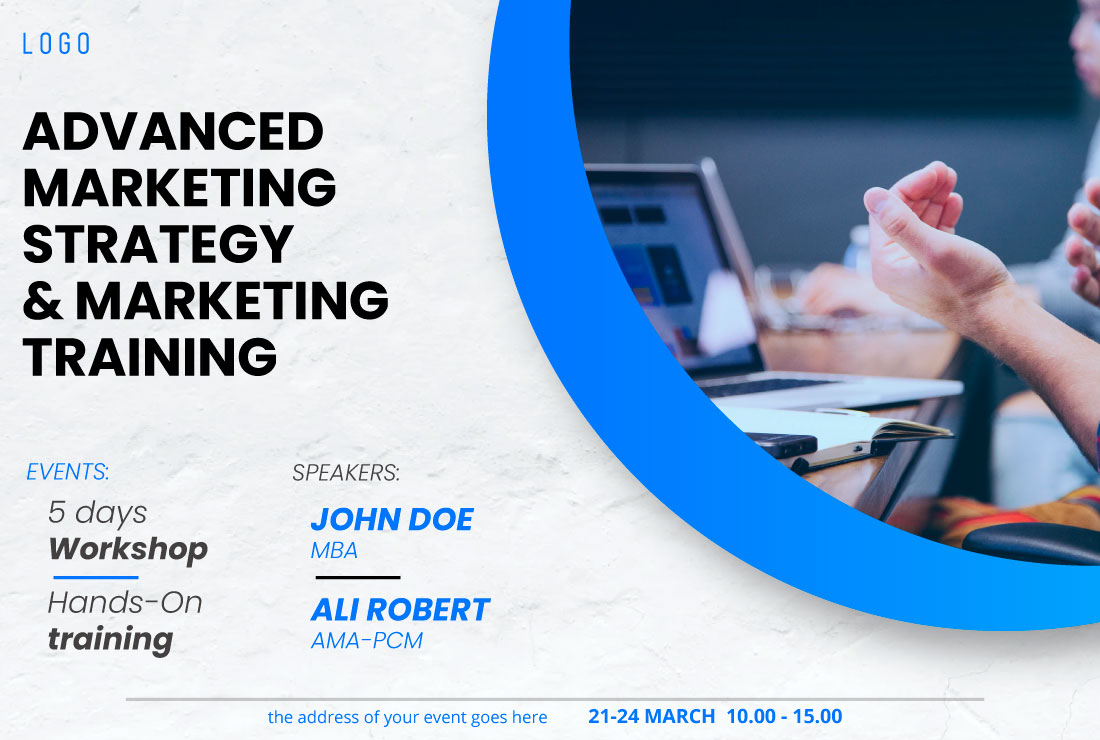 LOGO
ADVANCED
MARKETING
STRATEGY
& MARKETING
TRAINING
EVENTS:
5 days
Workshop
Hands-On
training
SPEAKERS:
JOHN DOE
MBA
ALI ROBERT
AMA-PCM
the address of your event goes here 21-24 MARCH 10.00 - 15.00